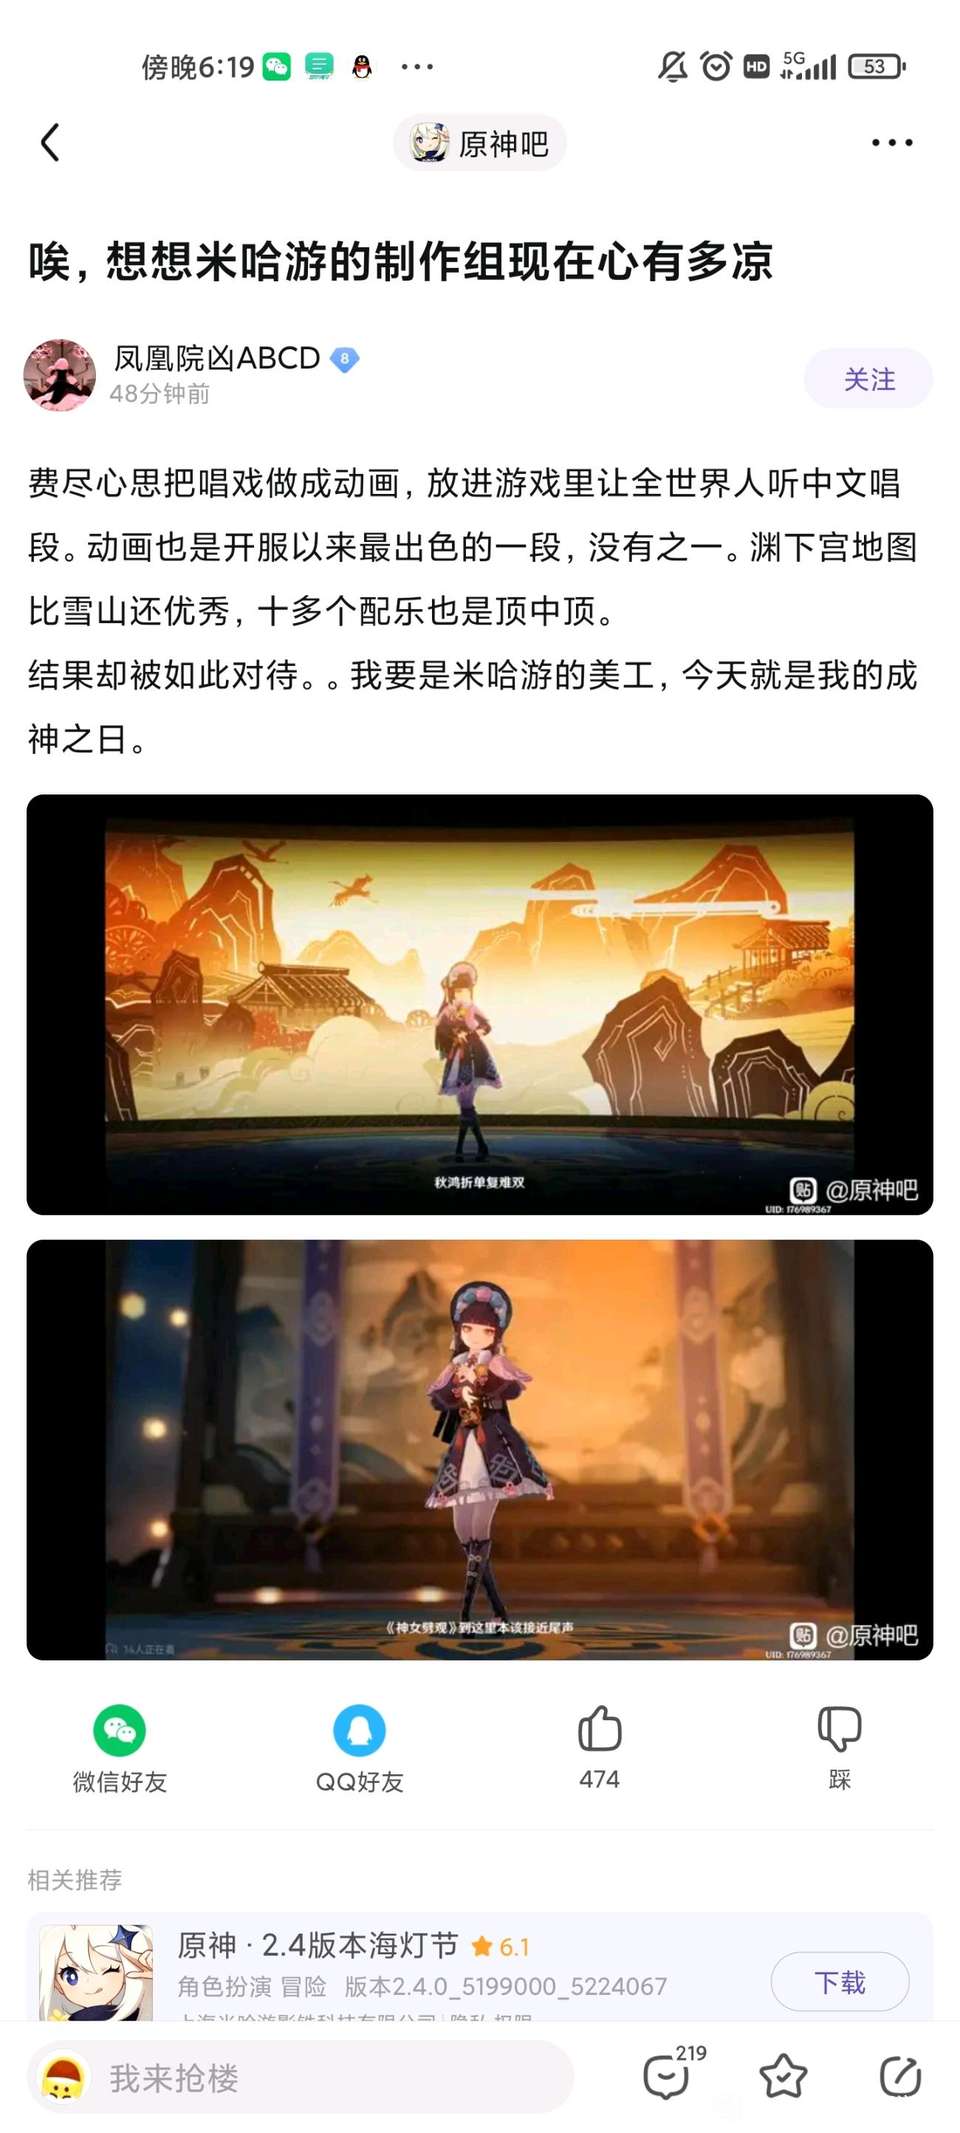 傍晚6:19
HD 5G 53
原神吧
唉，想想米哈游的制作组现在心有多凉
凤凰院凶ABCD 8
48分钟前
关注
费尽心思把唱戏做成动画，放进游戏里让全世界人听中文唱
段。动画也是开服以来最出色的一段，没有之一。渊下宫地图
比雪山还优秀，十多个配乐也是顶中顶。
结果却被如此对待。。我要是米哈游的美工，今天就是我的成
神之日。
秋鸿折单复难双
贴 @原神吧
UID: 176989367
《神女劈观》到这里本该接近尾声
14人正在看
贴 @原神吧
UID: 176989367
微信好友
QQ好友
474
踩
相关推荐
原神 · 2.4版本海灯节 6.1
角色扮演 冒险 版本2.4.0_5199000_5224067
下载
我来抢楼
219